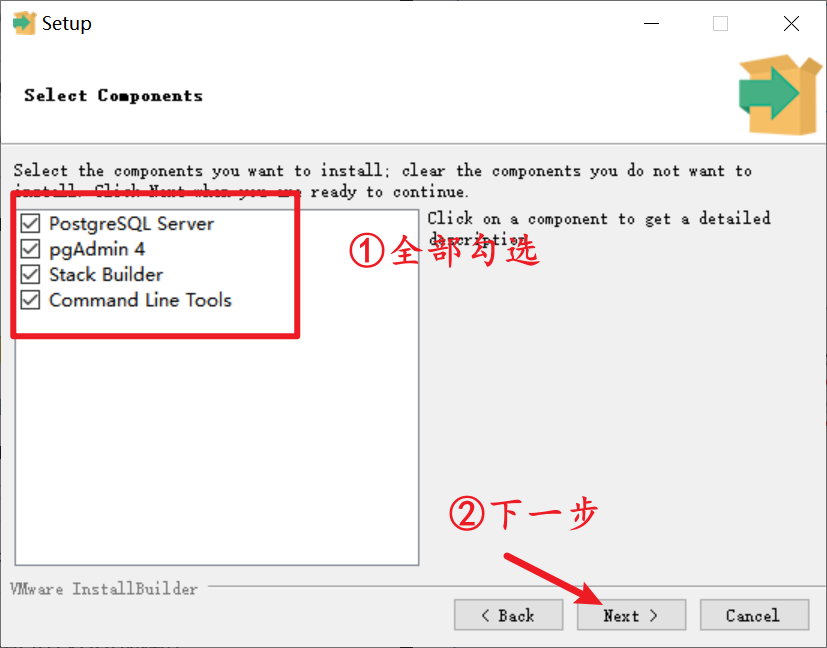 Setup
Select Components
Select the components you want to install; clear the components you do not want to
install. Click Next when you are ready to continue.
PostgreSQL Server
pgAdmin 4
Stack Builder
Command Line Tools
Click on a component to get a detailed
description.
①全部勾选
②下一步
VMware InstallBuilder
< Back
Next >
Cancel